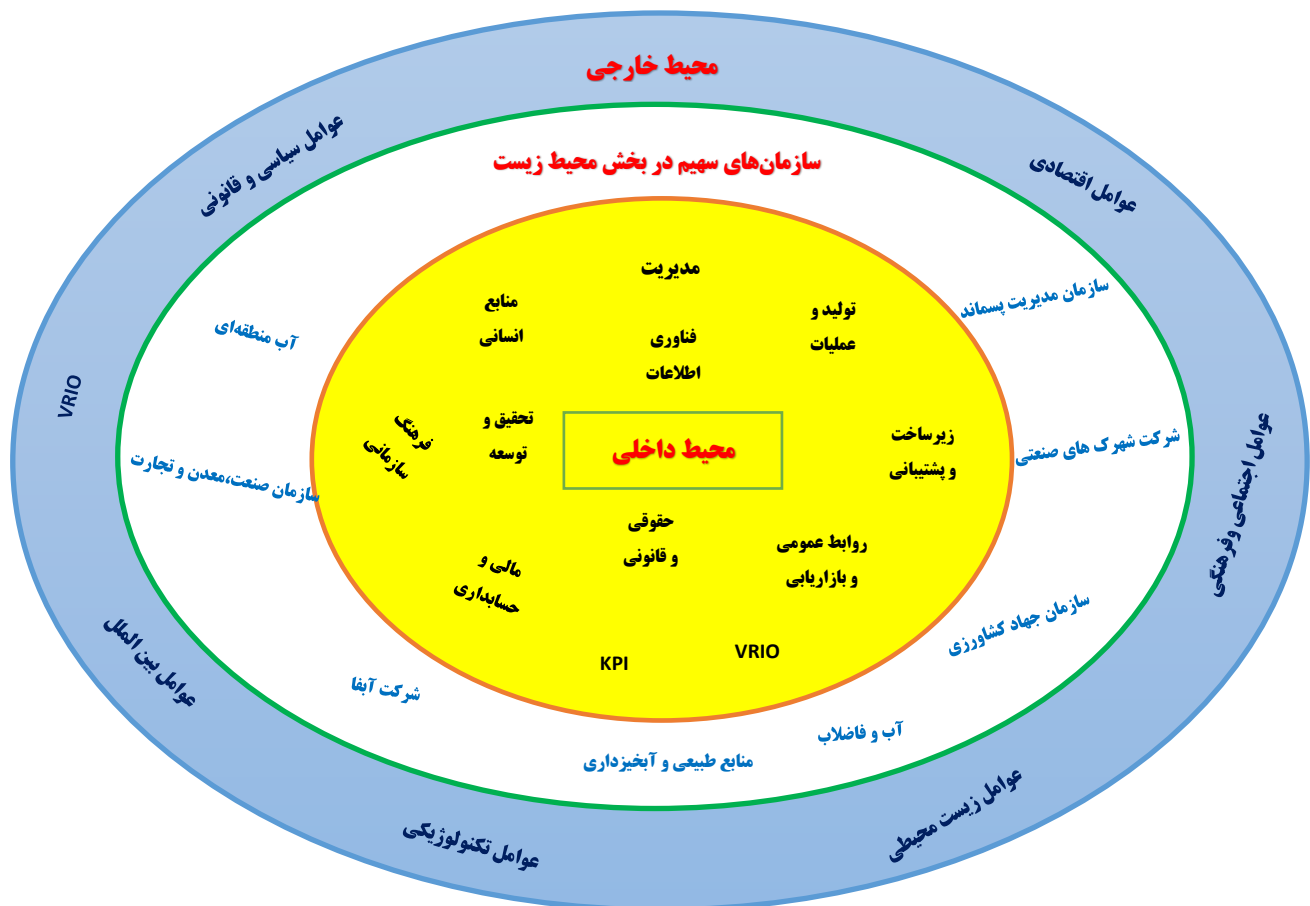 محیط خارجی
عوامل سیاسی و قانونی
عوامل اقتصادی
سازمان‌های سهیم در بخش محیط زیست
مدیریت
منابع
انسانی
تولید و
عملیات
فناوری
اطلاعات
سازمان مدیریت پسماند
آب منطقه‌ای
VRIO
فرهنگ
سازمانی
تحقیق و
توسعه
محیط داخلی
زیرساخت
و پشتیبانی
شرکت شهرک های صنعتی
عوامل اجتماعی وفرهنگی
سازمان صنعت،معدن و تجارت
حقوقی
و قانونی
روابط عمومی
و بازاریابی
مالی و
حسابداری
سازمان جهاد کشاورزی
عوامل بین الملل
KPI
VRIO
شرکت آبفا
آب و فاضلاب
منابع طبیعی و آبخیزداری
عوامل زیست محیطی
عوامل تکنولوژیکی